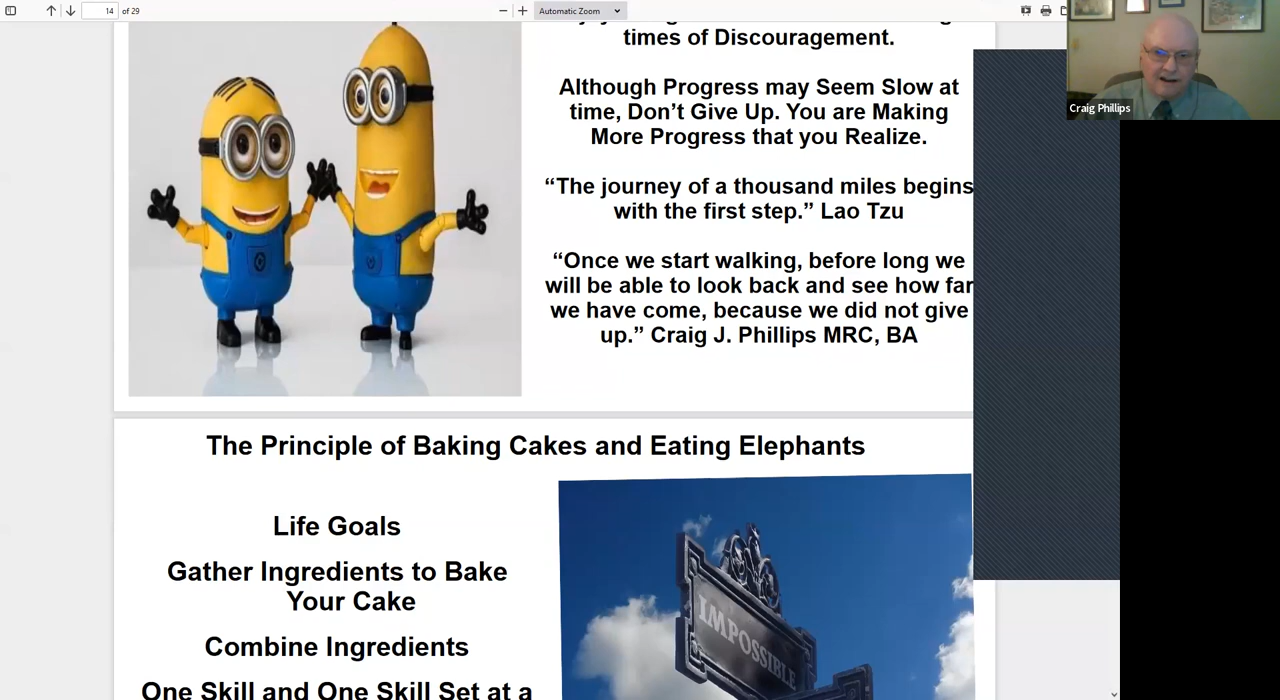 14 of 29
Automatic Zoom
times of Discouragement.
Although Progress may Seem Slow at
time, Don't Give Up. You are Making
More Progress that you Realize.
“The journey of a thousand miles begins
with the first step.” Lao Tzu
“Once we start walking, before long we
will be able to look back and see how far
we have come, because we did not give
up.” Craig J. Phillips MRC, BA
Craig Phillips
The Principle of Baking Cakes and Eating Elephants
Life Goals
Gather Ingredients to Bake
Your Cake
Combine Ingredients
One Skill and One Skill Set at a
IMPOSSIBLE